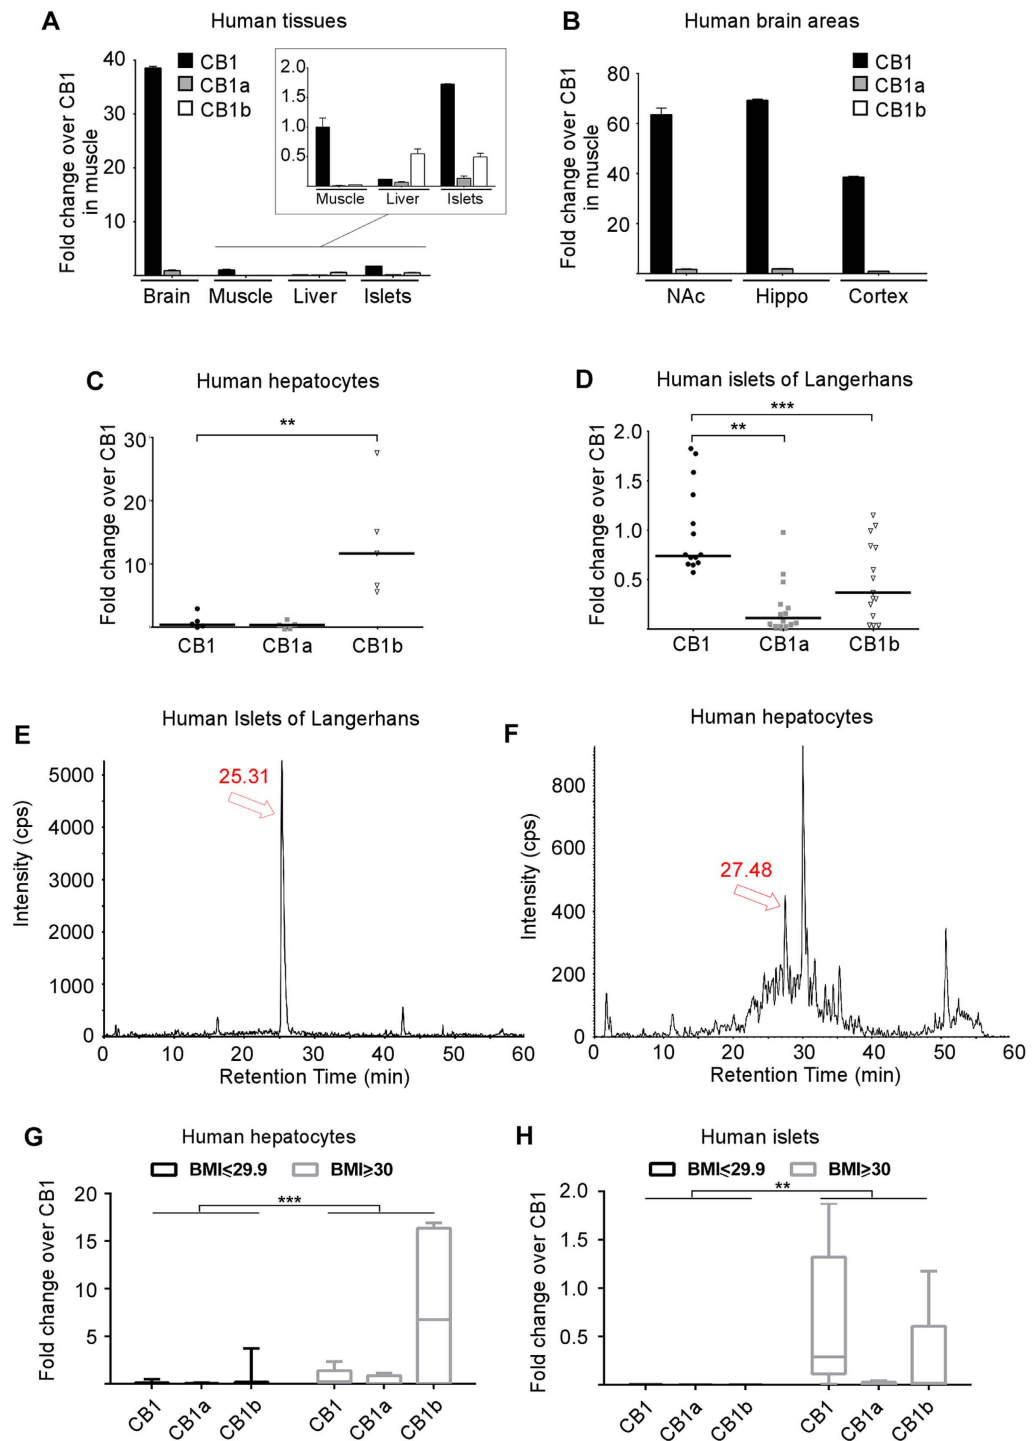 A
Human tissues
Fold change over CB1
in muscle
40
30
20
10
CB1
CB1a
CB1b
2.0
1.5
1.0
0.5
Muscle Liver Islets
Brain Muscle Liver Islets
B
Human brain areas
Fold change over CB1
in muscle
80
60
40
20
CB1
CB1a
CB1b
NAc Hippo Cortex
C
Human hepatocytes
Fold change over CB1
30
20
10
**
CB1 CB1a CB1b
D
Human islets of Langerhans
Fold change over CB1
2.0
1.5
1.0
0.5
***
**
CB1 CB1a CB1b
E
Human Islets of Langerhans
Intensity (cps)
5000
4000
3000
2000
1000
0
25.31
0 10 20 30 40 50 60
Retention Time (min)
F
Human hepatocytes
Intensity (cps)
800
600
400
200
0
27.48
0 10 20 30 40 50 60
Retention Time (min)
G
Human hepatocytes
BMI≤29.9 BMI≥30
Fold change over CB1
20
15
10
5
***
CB1 CB1a CB1b CB1 CB1a CB1b
H
Human islets
BMI≤29.9 BMI≥30
Fold change over CB1
2.0
1.5
1.0
0.5
**
CB1 CB1a CB1b CB1 CB1a CB1b